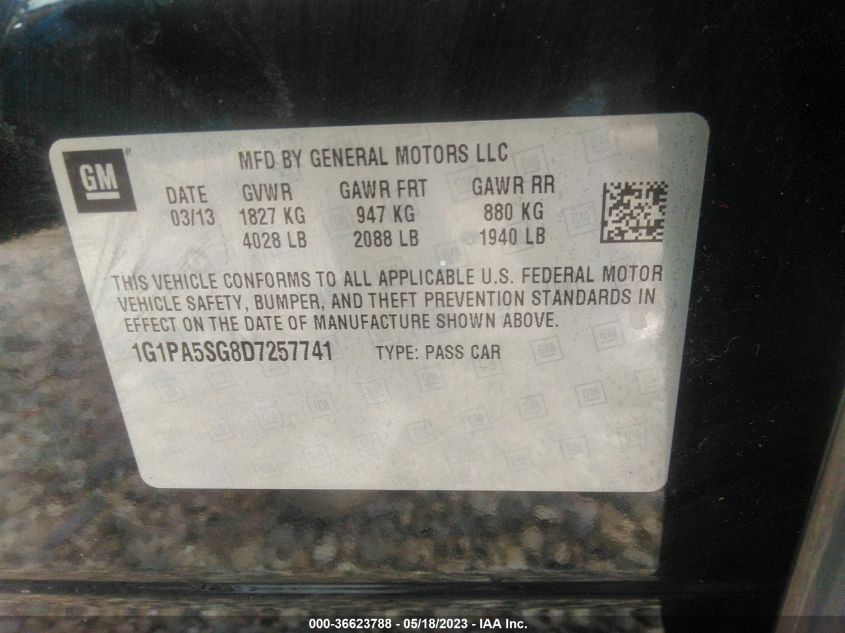 GM
MFD BY GENERAL MOTORS LLC
DATE GVWR GAWR FRT GAWR RR
03/13 1827 KG 947 KG 880 KG
4028 LB 2088 LB 1940 LB
THIS VEHICLE CONFORMS TO ALL APPLICABLE U.S. FEDERAL MOTOR
VEHICLE SAFETY, BUMPER, AND THEFT PREVENTION STANDARDS IN
EFFECT ON THE DATE OF MANUFACTURE SHOWN ABOVE.
1G1PA5SG8D7257741 TYPE: PASS CAR
000-36623788 - 05/18/2023 - IAA Inc.